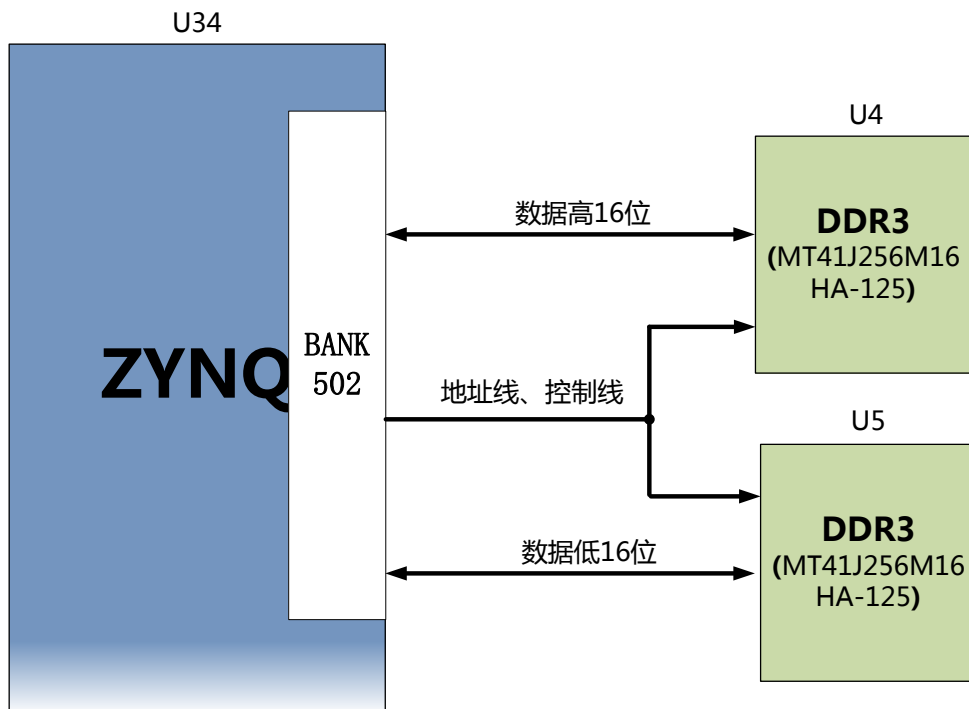 U34
U4
数据高16位
DDR3
(MT41J256M16
HA-125)
ZYNQ
BANK
502
地址线、控制线
U5
数据低16位
DDR3
(MT41J256M16
HA-125)